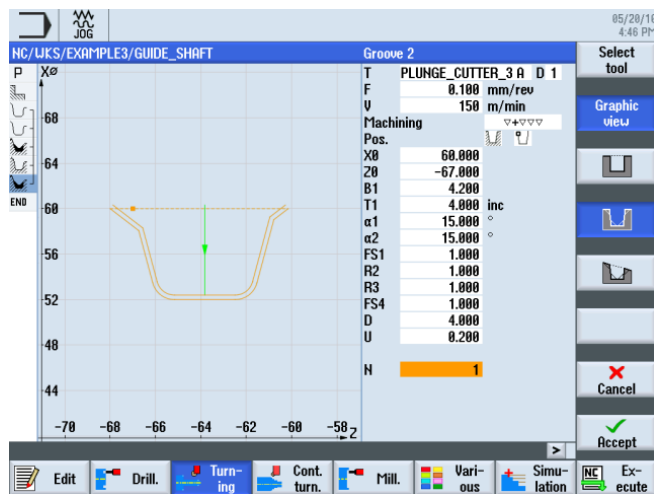 JOG
05/20/10
4:46 PM
NC/WKS/EXAMPLE3/GUIDE_SHAFT
Groove 2
Select tool
P
END
XØ
68
64
60
56
52
48
44
-70 -68 -66 -64 -62 -60 -58 Z
T PLUNGE_CUTTER_3 A D 1
F 0.100 mm/rev
V 150 m/min
Machining ▽+▽▽▽
Pos.
X0 60.000
Z0 -67.000
B1 4.200
T1 4.000 inc
α1 15.000 °
α2 15.000 °
FS1 1.000
R2 1.000
R3 1.000
FS4 1.000
D 4.000
U 0.200
N 1
Graphic view
Cancel
Accept
>
Edit
Drill.
Turn-
ing
Cont.
turn.
Mill.
Vari-
ous
Simu-
lation
NC
Ex-
ecute